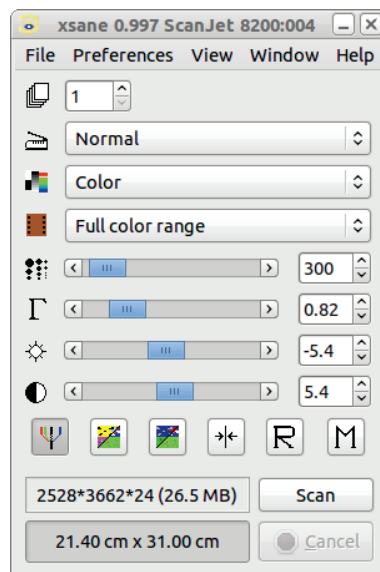 xsane 0.997 ScanJet 8200:004
File Preferences View Window Help
1
Normal
Color
Full color range
300
Γ 0.82
-5.4
5.4
R M
2528*3662*24 (26.5 MB) Scan
21.40 cm x 31.00 cm Cancel